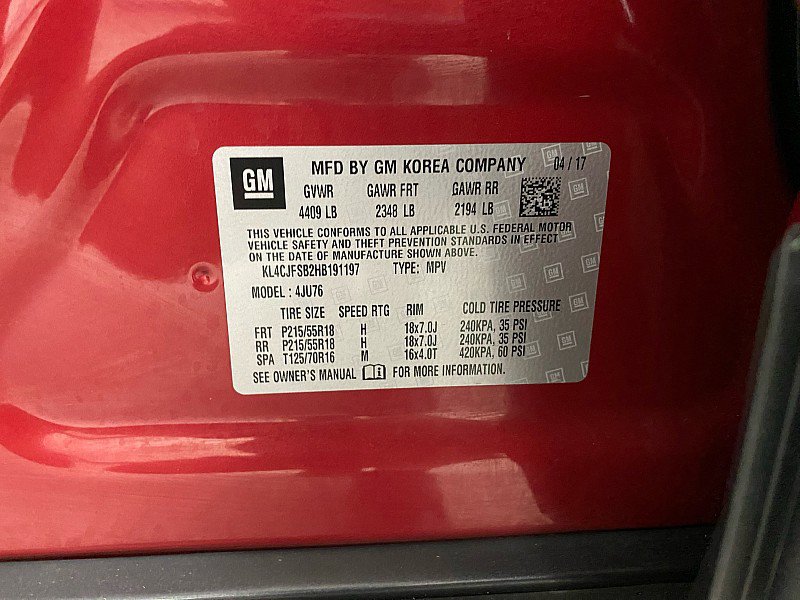 GM MFD BY GM KOREA COMPANY 04 / 17
GVWR GAWR FRT GAWR RR
4409 LB 2348 LB 2194 LB
THIS VEHICLE CONFORMS TO ALL APPLICABLE U.S. FEDERAL MOTOR
VEHICLE SAFETY AND THEFT PREVENTION STANDARDS IN EFFECT
ON THE DATE OF MANUFACTURE SHOWN ABOVE.
KL4CJFSB2HB191197 TYPE: MPV
MODEL : 4JU76
TIRE SIZE SPEED RTG RIM COLD TIRE PRESSURE
FRT P215/55R18 H 18x7.0J 240KPA, 35 PSI
RR P215/55R18 H 18x7.0J 240KPA, 35 PSI
SPA T125/70R16 M 16x4.0T 420KPA, 60 PSI
SEE OWNER'S MANUAL FOR MORE INFORMATION.